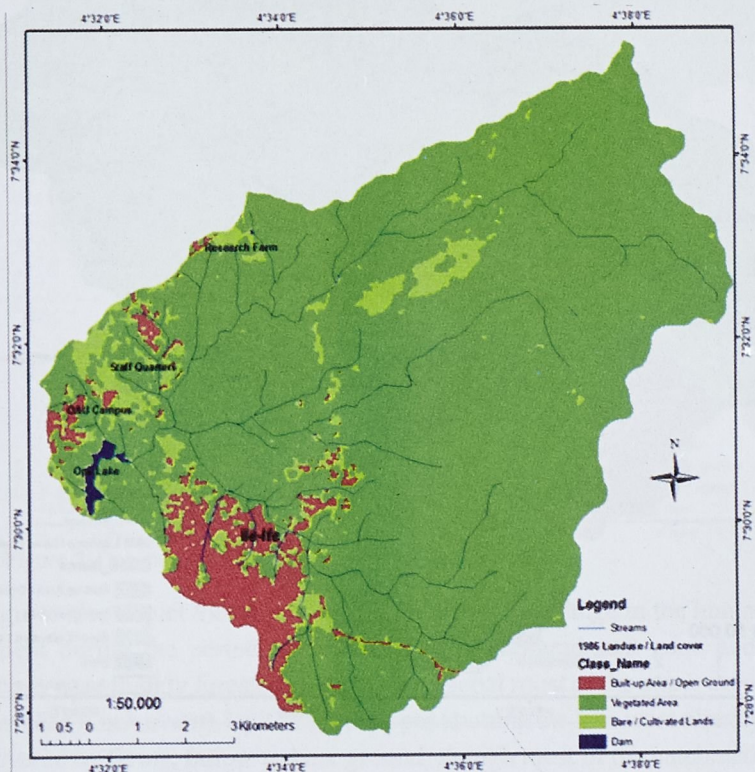 4°32'0"E 4°34'0"E 4°36'0"E 4°38'0"E
7°34'0"N 7°34'0"N
Research Farm
7°32'0"N 7°32'0"N
Staff Quarters
OAU Campus
N
Opa Lake
7°30'0"N 7°30'0"N
Ile-Ife
Legend
Streams
1986 Landuse / Land cover
Class_Name
Built-up Area / Open Ground
Vegetated Area
Bare / Cultivated Lands
Dam
7°28'0"N 7°28'0"N
1:50.000
1 0.5 0 1 2 3 Kilometers
4°32'0"E 4°34'0"E 4°36'0"E 4°38'0"E